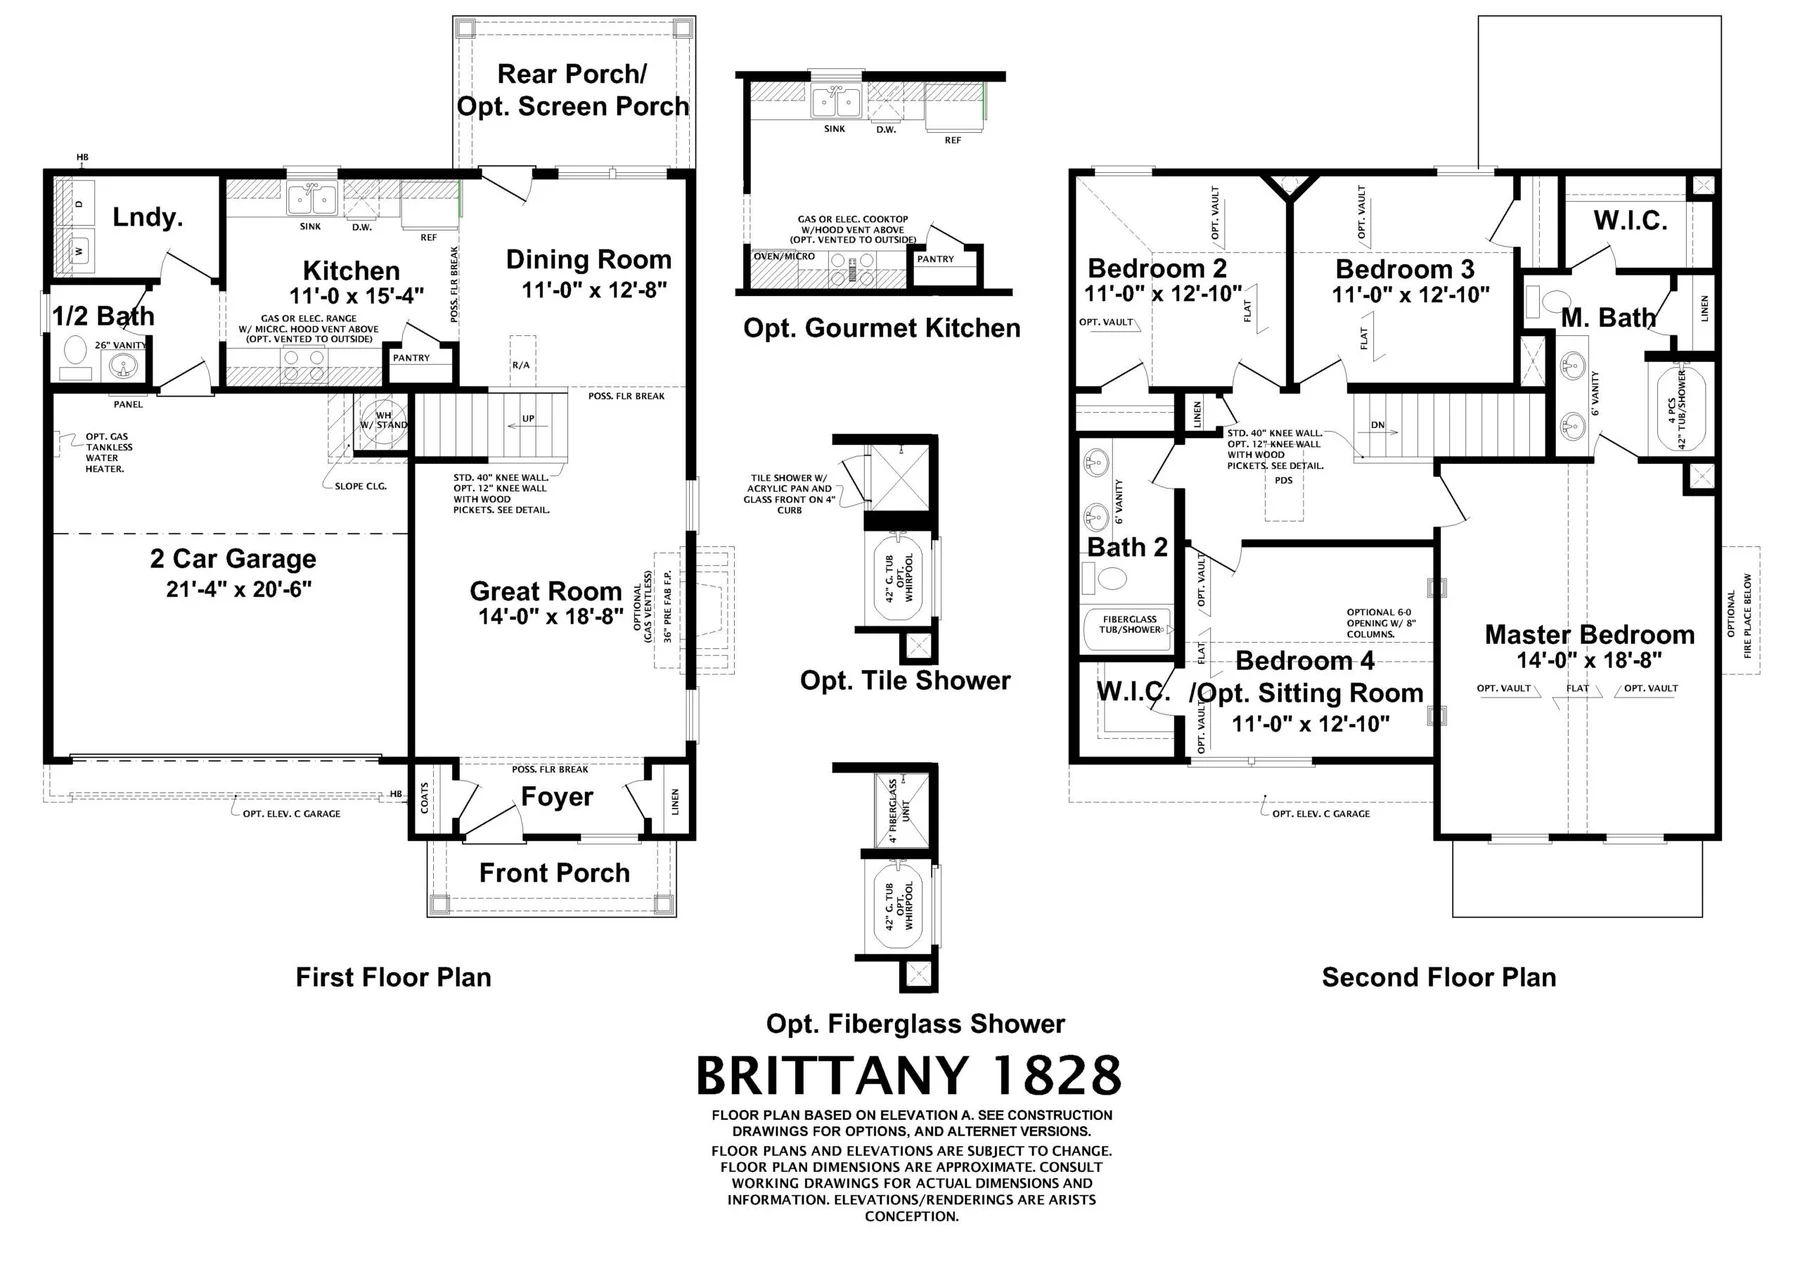 Rear Porch/
Opt. Screen Porch
HB
D
W
Lndy.
SINK
D.W.
REF
Kitchen
11'-0 x 15'-4"
GAS OR ELEC. RANGE
W/ MICRC. HOOD VENT ABOVE
(OPT. VENTED TO OUTSIDE)
POSS. FLR BREAK
Dining Room
11'-0" x 12'-8"
1/2 Bath
26" VANITY
PANTRY
R/A
POSS. FLR BREAK
PANEL
WH
W/ STAND
UP
OPT. GAS
TANKLESS
WATER
HEATER.
SLOPE CLG.
STD. 40" KNEE WALL.
OPT. 12" KNEE WALL
WITH WOOD
PICKETS. SEE DETAIL.
2 Car Garage
21'-4" x 20'-6"
Great Room
14'-0" x 18'-8"
OPTIONAL
(GAS VENTLESS)
36" PRE FAB F.P.
POSS. FLR BREAK
COATS
Foyer
LINEN
HB
OPT. ELEV. C GARAGE
Front Porch
First Floor Plan
SINK
D.W.
REF
GAS OR ELEC. COOKTOP
W/HOOD VENT ABOVE
(OPT. VENTED TO OUTSIDE)
OVEN/MICRO
PANTRY
Opt. Gourmet Kitchen
TILE SHOWER W/
ACRYLIC PAN AND
GLASS FRONT ON 4"
CURB
42" G. TUB
OPT.
WHIRPOOL
Opt. Tile Shower
4' FIBERGLASS
UNIT
42" G. TUB
OPT.
WHIRPOOL
Opt. Fiberglass Shower
OPT. VAULT
Bedroom 2
11'-0" x 12'-10"
OPT. VAULT
FLAT
OPT. VAULT
Bedroom 3
11'-0" x 12'-10"
FLAT
W.I.C.
M. Bath
LINEN
6' VANITY
4 PCS
42" TUB/SHOWER
LINEN
DN
STD. 40" KNEE WALL.
OPT. 12" KNEE WALL
WITH WOOD
PICKETS. SEE DETAIL.
PDS
6' VANITY
Bath 2
FIBERGLASS
TUB/SHOWER
OPT. VAULT
FLAT
OPT. VAULT
OPTIONAL 6-0
OPENING W/ 8"
COLUMNS.
W.I.C.
Bedroom 4
/Opt. Sitting Room
11'-0" x 12'-10"
Master Bedroom
14'-0" x 18'-8"
OPT. VAULT
FLAT
OPT. VAULT
OPTIONAL
FIRE PLACE BELOW
OPT. ELEV. C GARAGE
Second Floor Plan
BRITTANY 1828
FLOOR PLAN BASED ON ELEVATION A. SEE CONSTRUCTION
DRAWINGS FOR OPTIONS, AND ALTERNET VERSIONS.
FLOOR PLANS AND ELEVATIONS ARE SUBJECT TO CHANGE.
FLOOR PLAN DIMENSIONS ARE APPROXIMATE. CONSULT
WORKING DRAWINGS FOR ACTUAL DIMENSIONS AND
INFORMATION. ELEVATIONS/RENDERINGS ARE ARISTS
CONCEPTION.